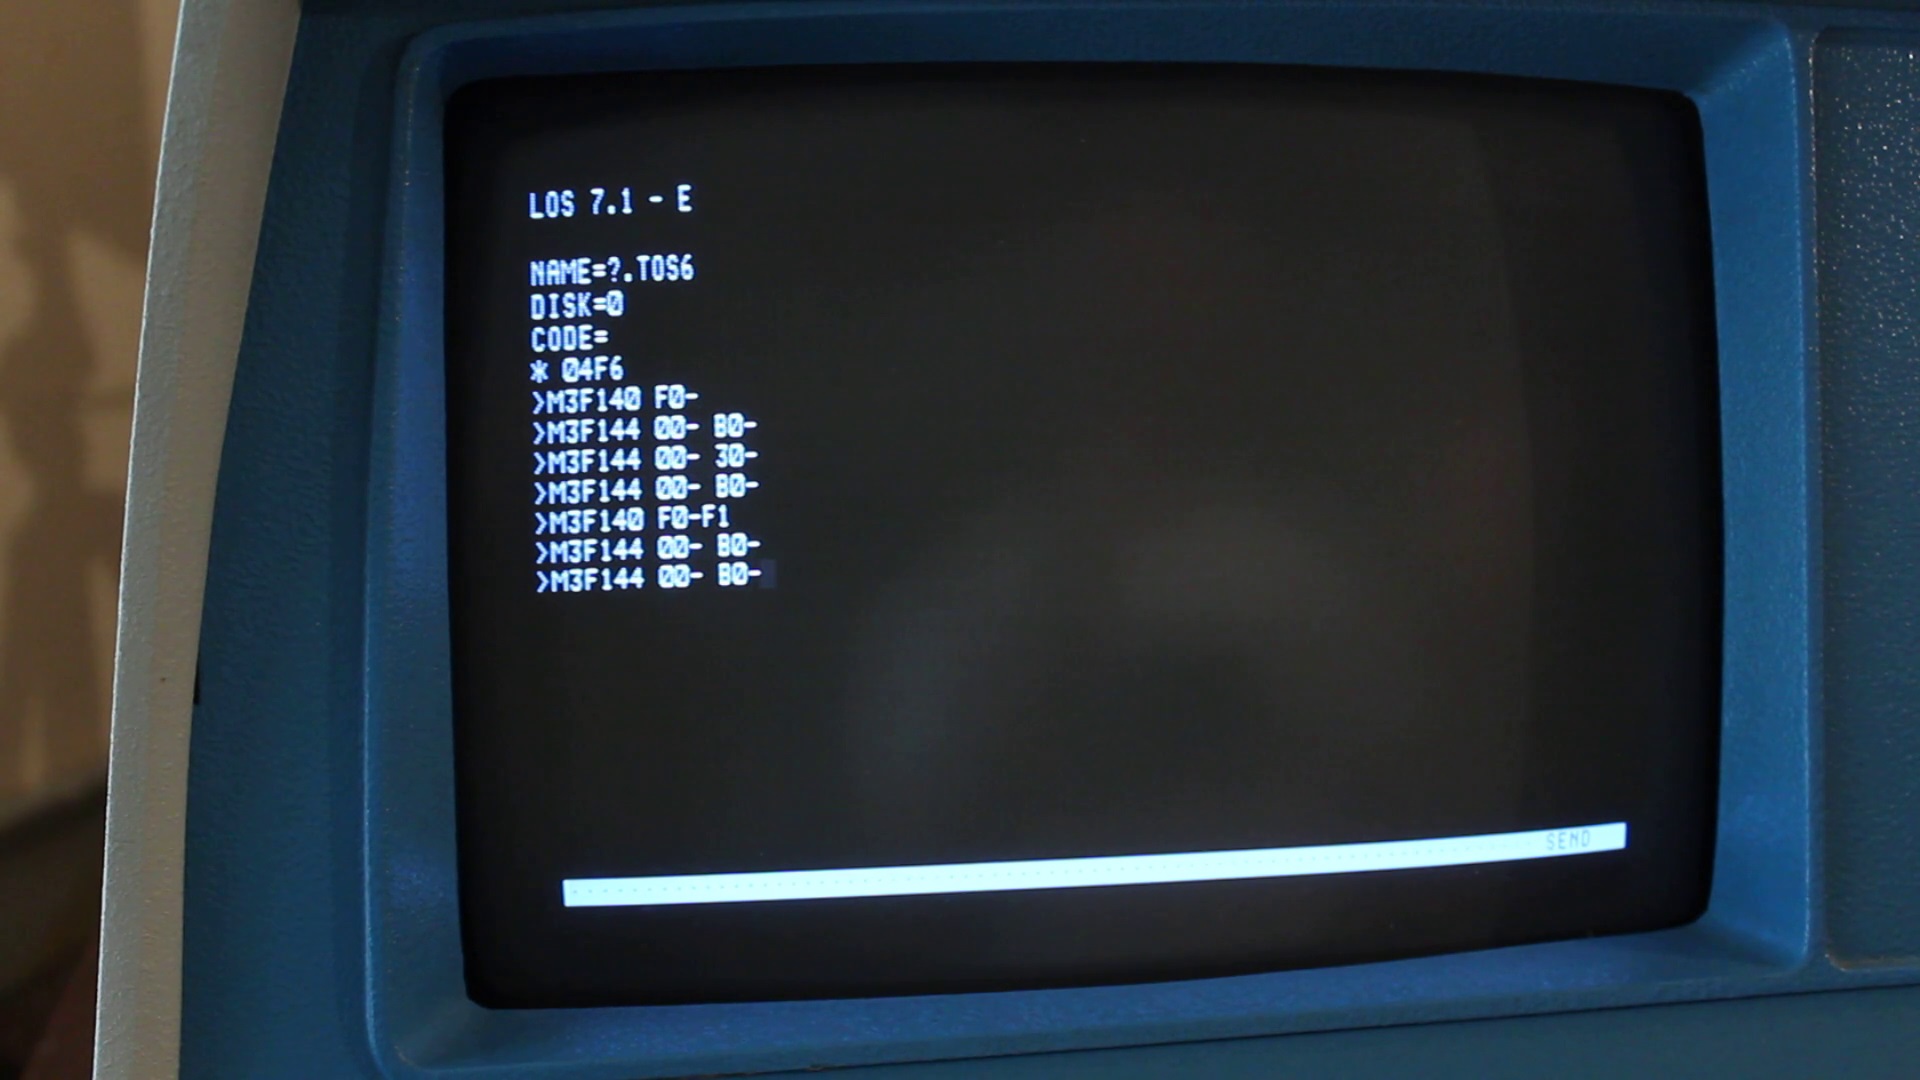 LOS 7.1 - E
NAME=?.TOS6
DISK=0
CODE=
* 04F6
>M3F140 F0-
>M3F144 00- B0-
>M3F144 00- 30-
>M3F144 00- B0-
>M3F140 F0-F1
>M3F144 00- B0-
>M3F144 00- B0-
SEND